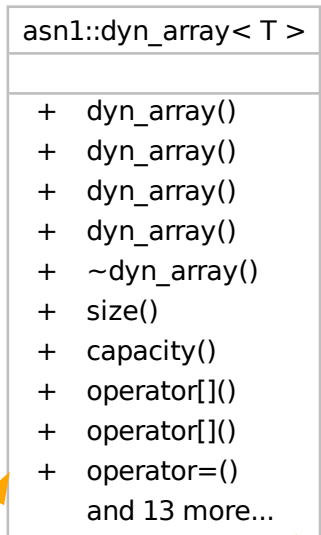 asn1::dyn_array< T >
+ dyn_array()
+ dyn_array()
+ dyn_array()
+ dyn_array()
+ ~dyn_array()
+ size()
+ capacity()
+ operator[]()
+ operator[]()
+ operator=()
and 13 more...